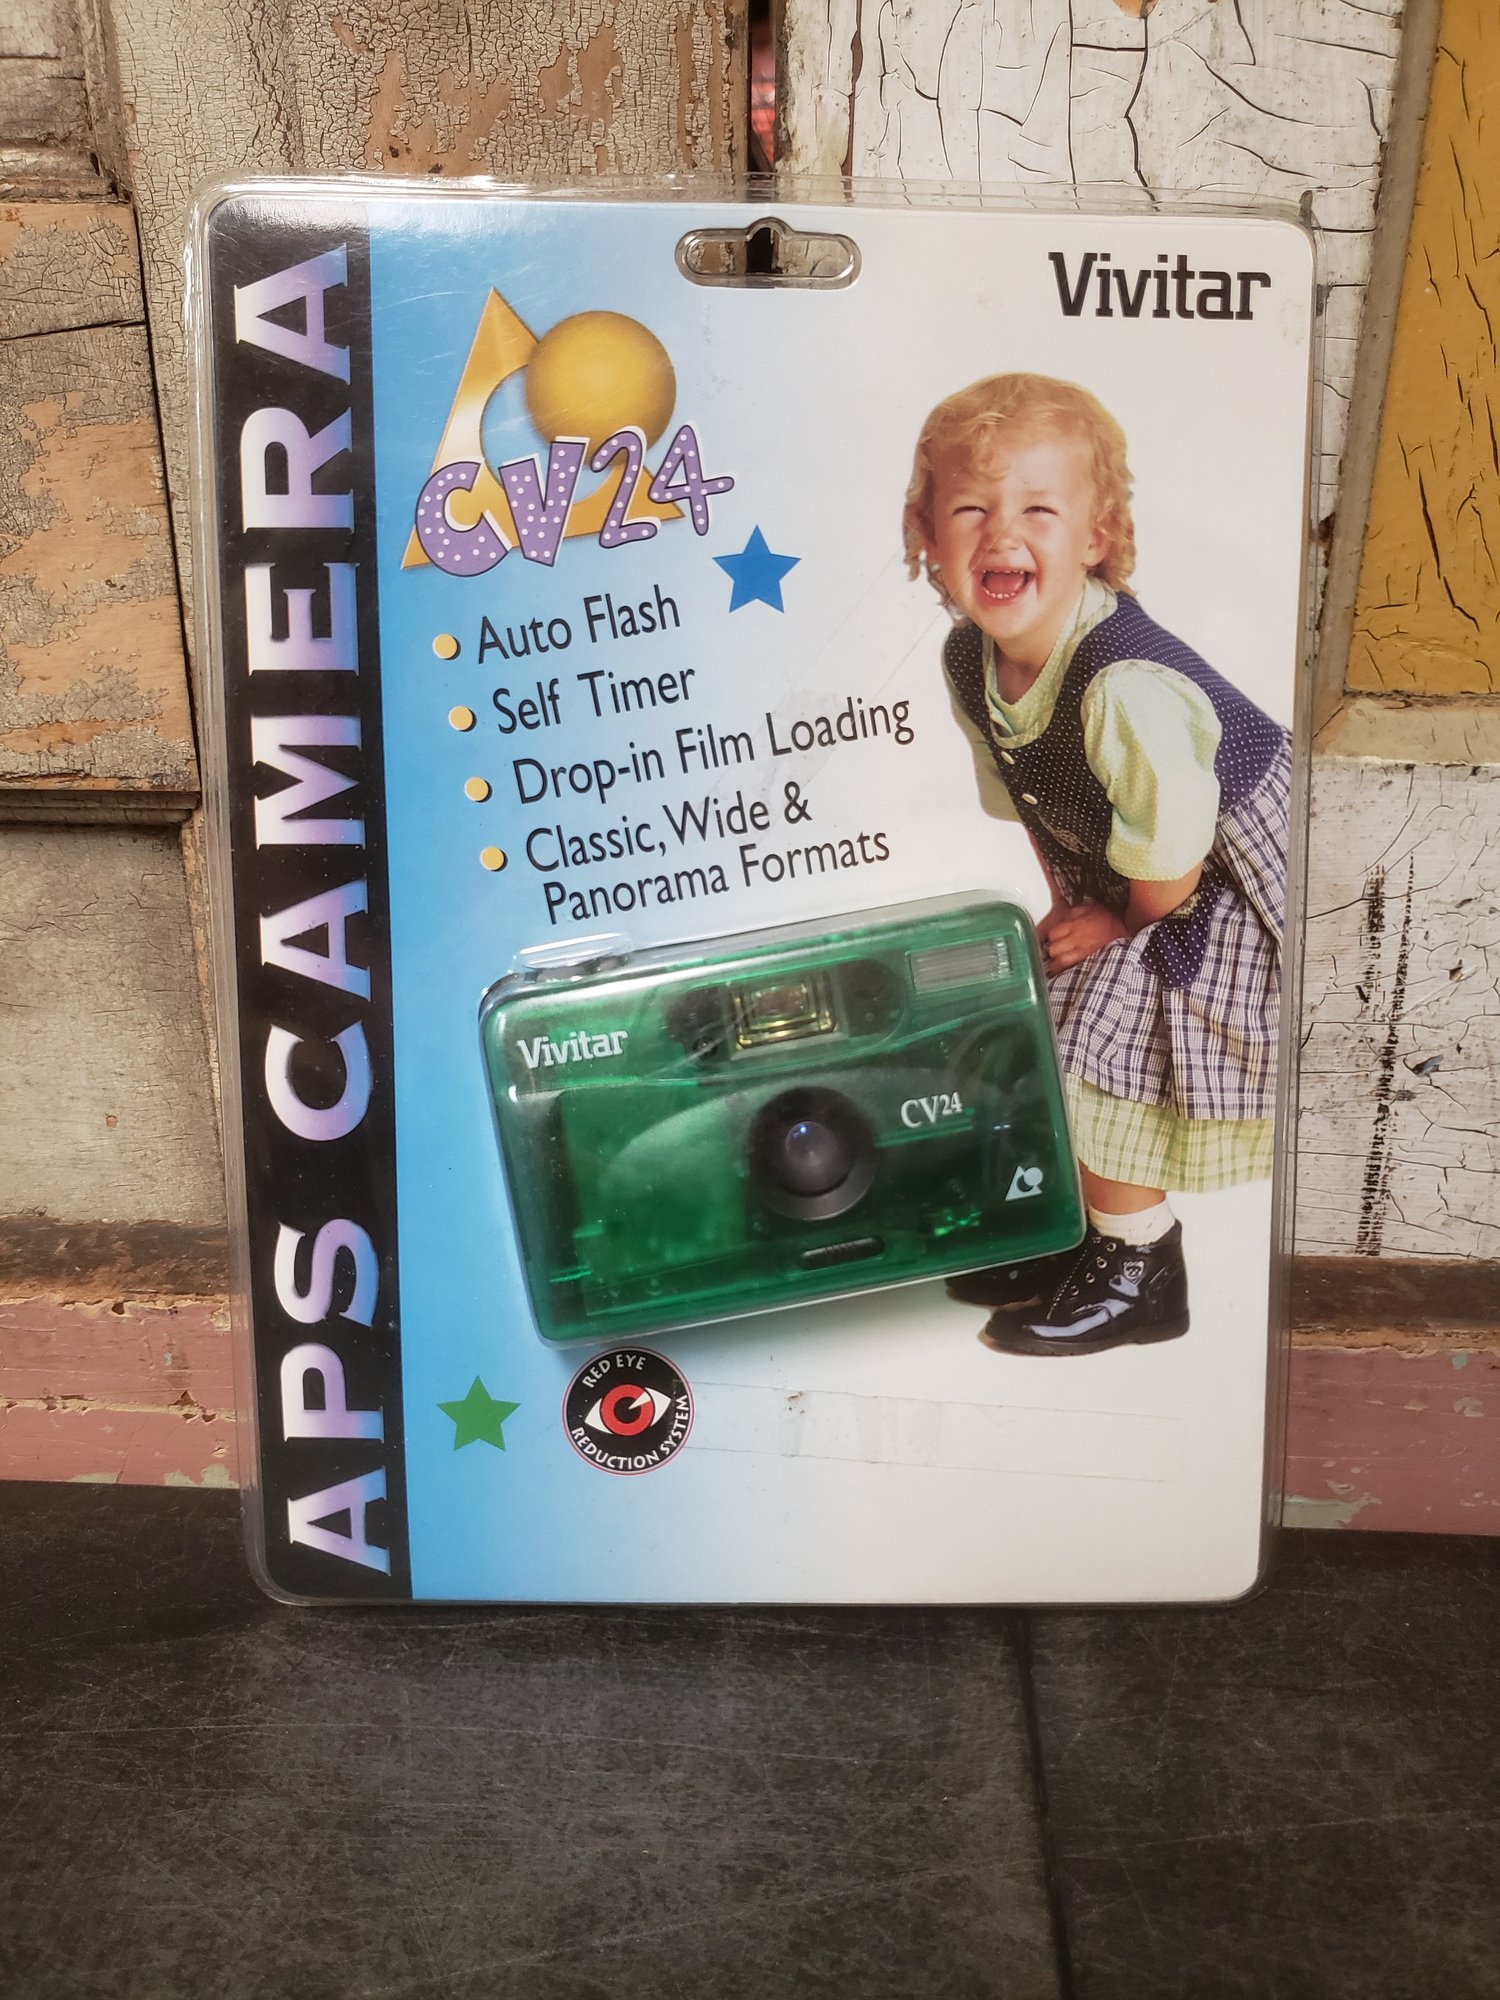 APS CAMERA
Vivitar
CV24
Auto Flash
Self Timer
Drop-in Film Loading
Classic, Wide &
Panorama Formats
Vivitar
CV24
RED EYE
REDUCTION SYSTEM